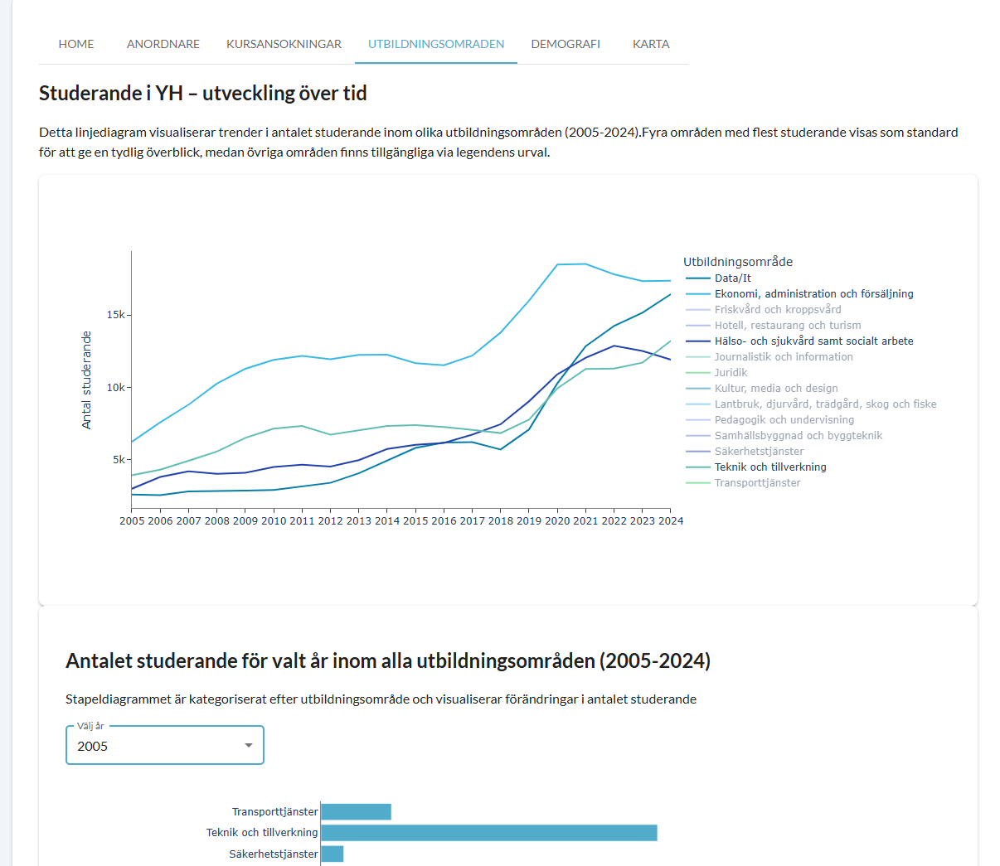 HOME ANORDNARE KURSANSOKNINGAR UTBILDNINGSOMRADEN DEMOGRAFI KARTA
Studerande i YH – utveckling över tid
Detta linjediagram visualiserar trender i antalet studerande inom olika utbildningsområden (2005-2024).Fyra områden med flest studerande visas som standard
för att ge en tydlig överblick, medan övriga områden finns tillgängliga via legendens urval.
Utbildningsområde
Data/It
Ekonomi, administration och försäljning
Friskvård och kroppsvård
Hotell, restaurang och turism
Hälso- och sjukvård samt socialt arbete
Journalistik och information
Juridik
Kultur, media och design
Lantbruk, djurvård, trädgård, skog och fiske
Pedagogik och undervisning
Samhällsbyggnad och byggteknik
Säkerhetstjänster
Teknik och tillverkning
Transporttjänster
Antal studerande
15k
10k
5k
2005 2006 2007 2008 2009 2010 2011 2012 2013 2014 2015 2016 2017 2018 2019 2020 2021 2022 2023 2024
Antalet studerande för valt år inom alla utbildningsområden (2005-2024)
Stapeldiagrammet är kategoriserat efter utbildningsområde och visualiserar förändringar i antalet studerande
Välj år
2005
Transporttjänster
Teknik och tillverkning
Säkerhetstjänster